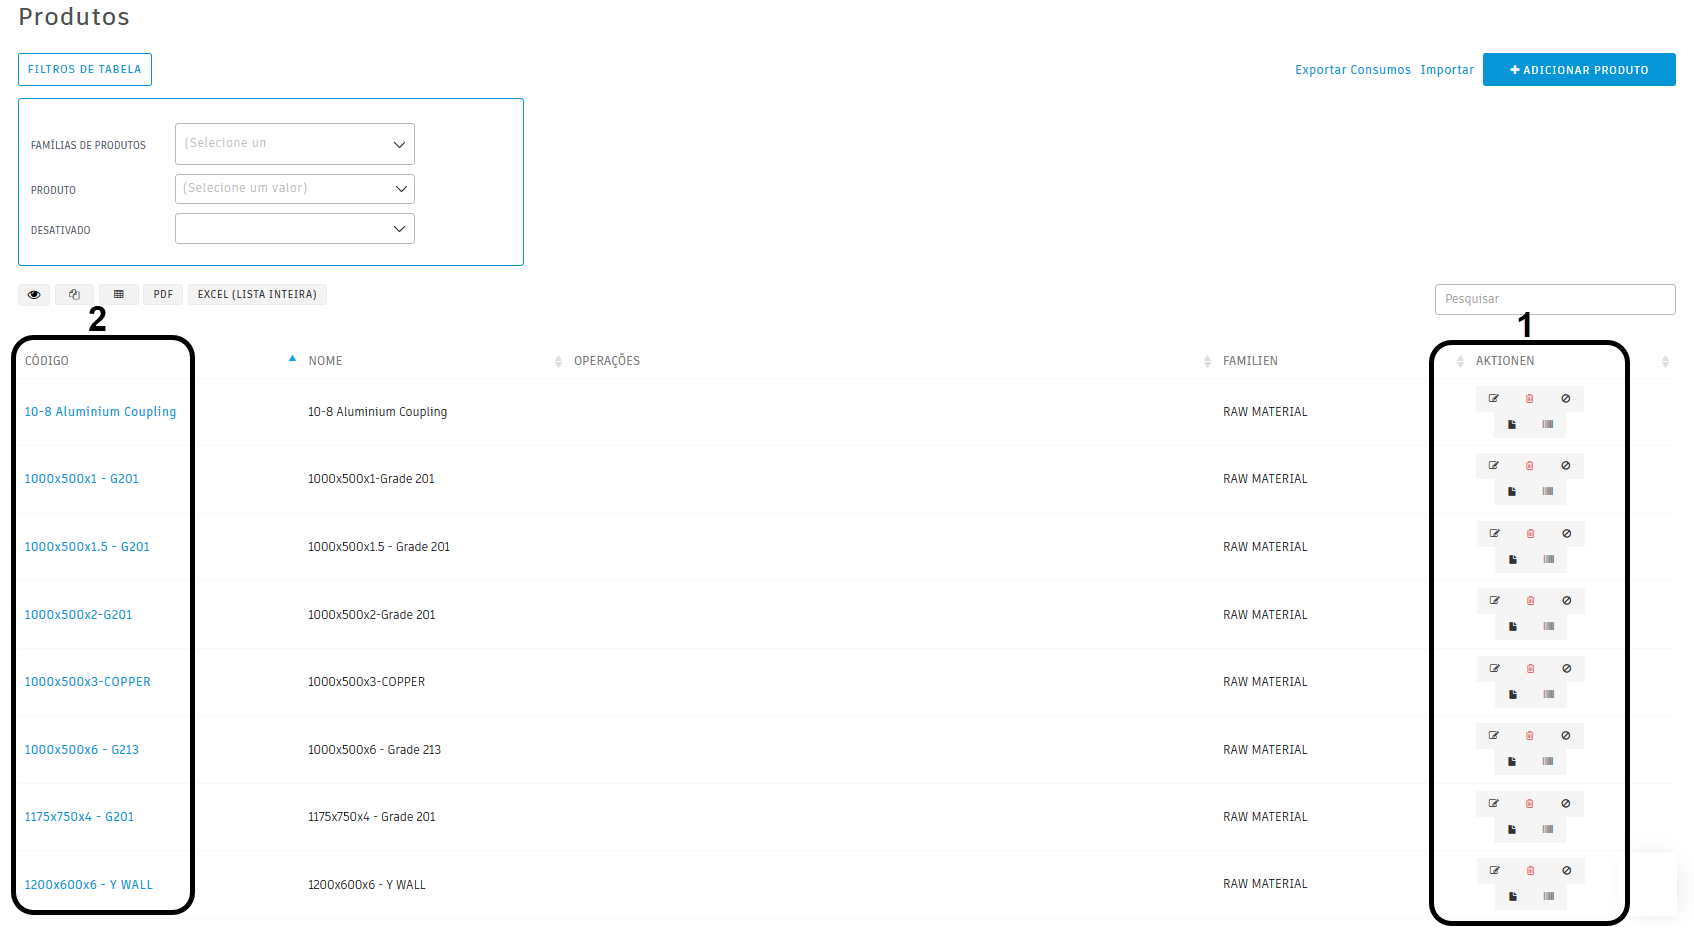 Produtos
FILTROS DE TABELA
Exportar Consumos Importar ADICIONAR PRODUTO
FAMÍLIAS DE PRODUTOS (Selecione un
PRODUTO (Selecione um valor)
DESATIVADO
PDF EXCEL (LISTA INTEIRA)
Pesquisar
2 1
CÓDIGO NOME OPERAÇÕES FAMILIEN AKTIONEN
10-8 Aluminium Coupling 10-8 Aluminium Coupling RAW MATERIAL
1000x500x1 - G201 1000x500x1-Grade 201 RAW MATERIAL
1000x500x1.5 - G201 1000x500x1.5 - Grade 201 RAW MATERIAL
1000x500x2-G201 1000x500x2-Grade 201 RAW MATERIAL
1000x500x3-COPPER 1000x500x3-COPPER RAW MATERIAL
1000x500x6 - G213 1000x500x6 - Grade 213 RAW MATERIAL
1175x750x4 - G201 1175x750x4 - Grade 201 RAW MATERIAL
1200x600x6 - Y WALL 1200x600x6 - Y WALL RAW MATERIAL